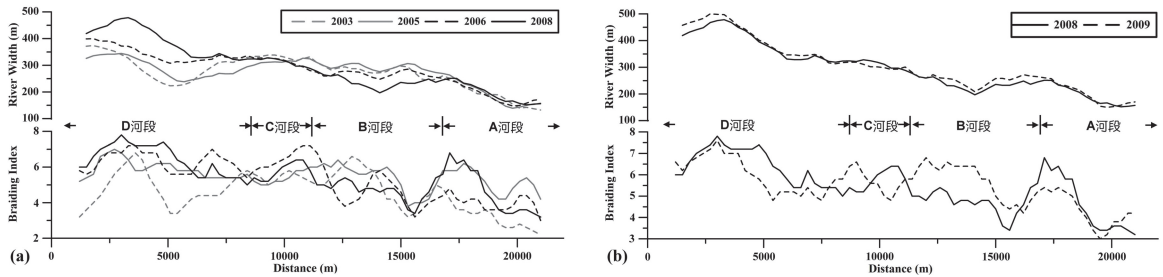 2003 2005 2006 2008
500
400
300
200
100
River Width (m)
D河段 C河段 B河段 A河段
8
6
4
2
Braiding Index
0 5000 10000 15000 20000
Distance (m)
(a)
2008 2009
500
400
300
200
100
River Width (m)
D河段 C河段 B河段 A河段
8
7
6
5
4
3
Braiding Index
0 5000 10000 15000 20000
Distance (m)
(b)